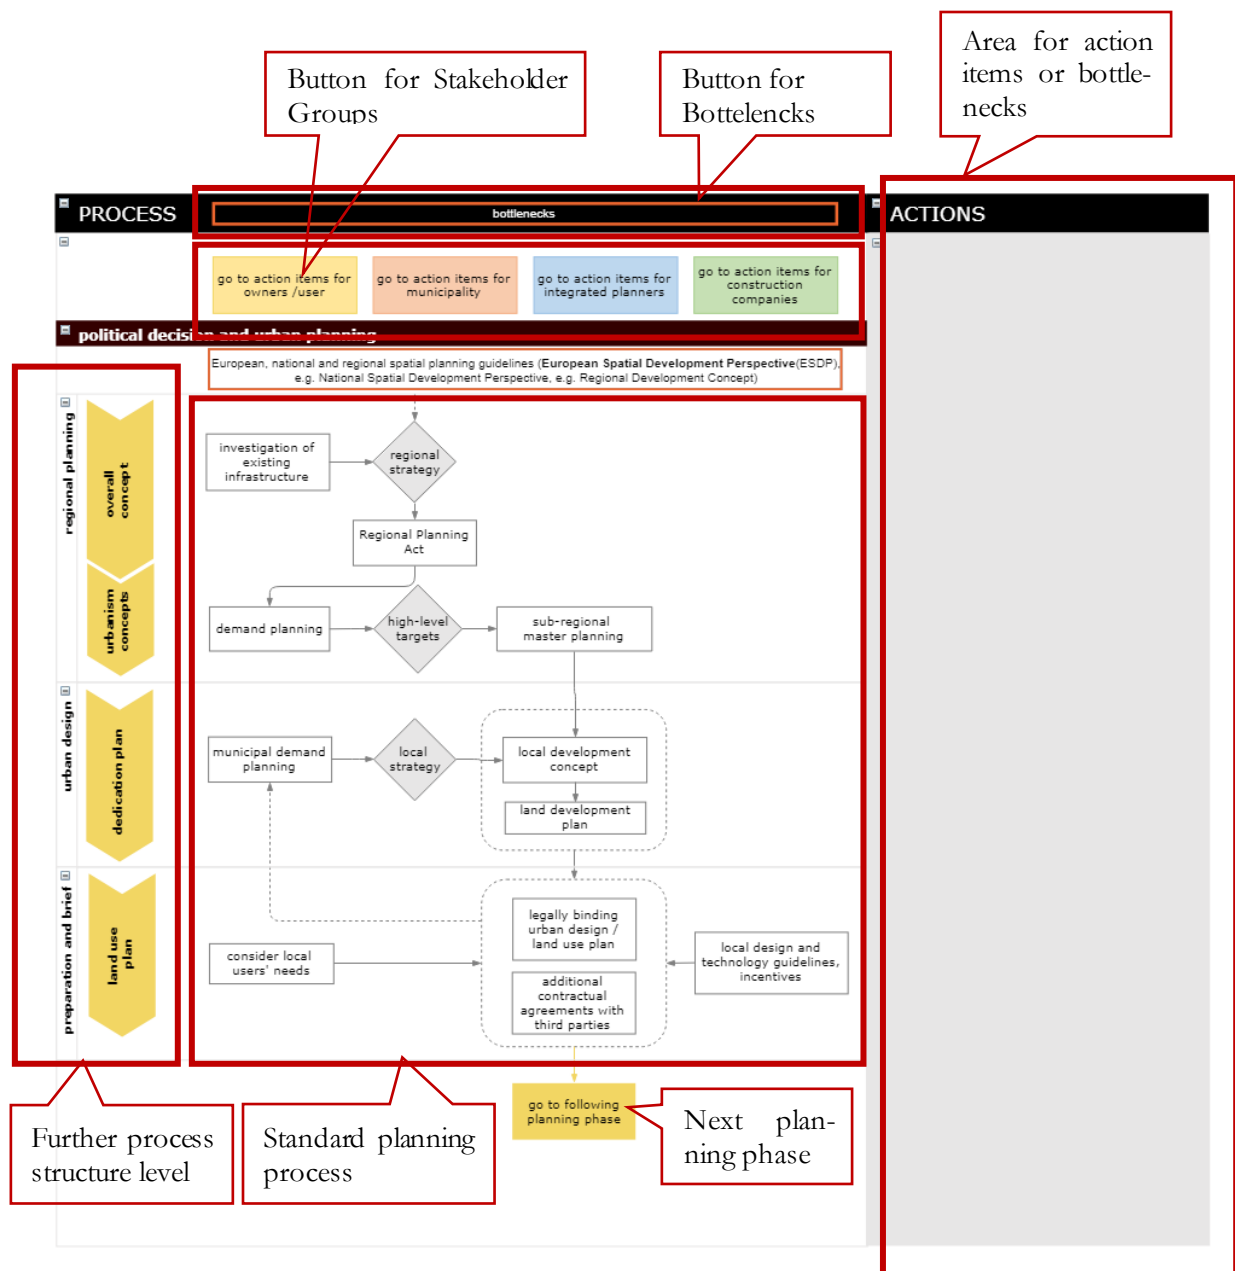 Button for Stakeholder
Groups
Button for
Bottelencks
Area for action
items or bottle-
necks
PROCESS
bottlenecks
ACTIONS
go to action items for
owners /user
go to action items for
municipality
go to action items for
integrated planners
go to action items for
construction
companies
political decision and urban planning
European, national and regional spatial planning guidelines (European Spatial Development Perspective(ESDP),
e.g. National Spatial Development Perspective, e.g. Regional Development Concept)
regional planning
overall
concept
urbanism
concepts
investigation of
existing
infrastructure
regional
strategy
Regional Planning
Act
demand planning
high-level
targets
sub-regional
master planning
urban design
dedication plan
municipal demand
planning
local
strategy
local development
concept
land development
plan
preparation and brief
land use
plan
legally binding
urban design /
land use plan
consider local
users' needs
local design and
technology guidelines,
incentives
additional
contractual
agreements with
third parties
go to following
planning phase
Further process
structure level
Standard planning
process
Next plan-
ning phase